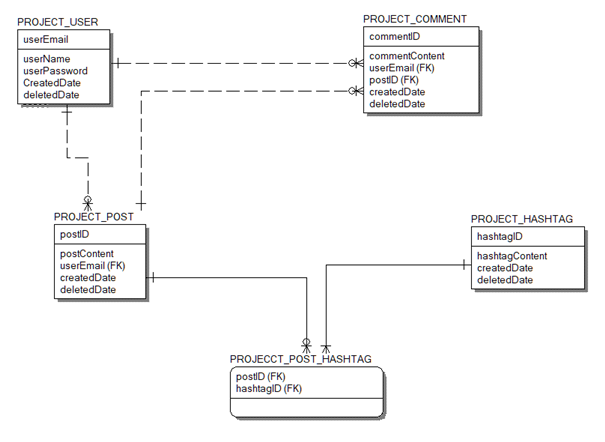 PROJECT_USER
userEmail
userName
userPassword
CreatedDate
deletedDate
PROJECT_COMMENT
commentID
commentContent
userEmail (FK)
postID (FK)
createdDate
deletedDate
PROJECT_POST
postID
postContent
userEmail (FK)
createdDate
deletedDate
PROJECT_HASHTAG
hashtagID
hashtagContent
createdDate
deletedDate
PROJECCT_POST_HASHTAG
postID (FK)
hashtagID (FK)